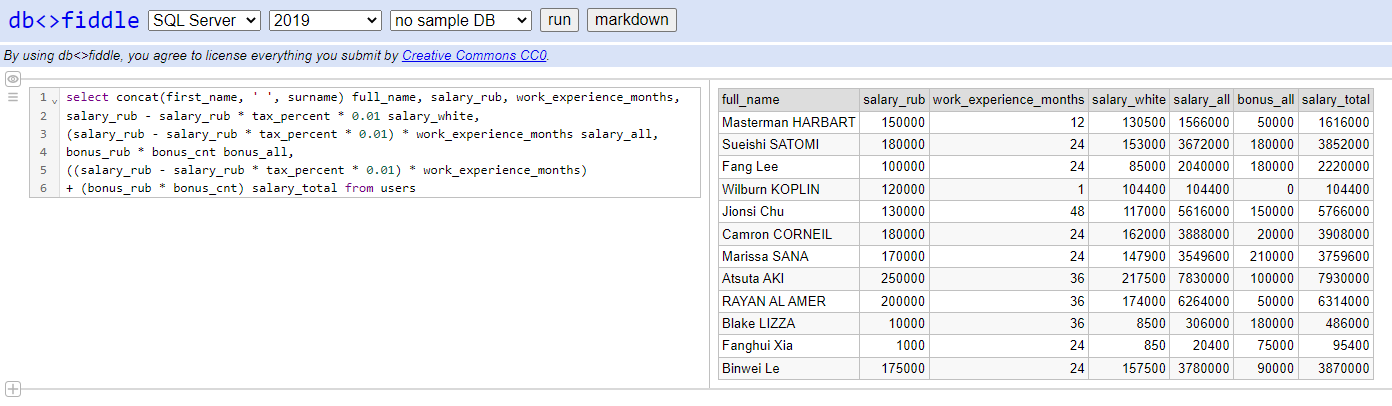 db<>fiddle SQL Server 2019 no sample DB run markdown
By using db<>fiddle, you agree to license everything you submit by Creative Commons CC0.
1 select concat(first_name, ' ', surname) full_name, salary_rub, work_experience_months,
2 salary_rub - salary_rub * tax_percent * 0.01 salary_white,
3 (salary_rub - salary_rub * tax_percent * 0.01) * work_experience_months salary_all,
4 bonus_rub * bonus_cnt bonus_all,
5 ((salary_rub - salary_rub * tax_percent * 0.01) * work_experience_months)
6 + (bonus_rub * bonus_cnt) salary_total from users
full_name salary_rub work_experience_months salary_white salary_all bonus_all salary_total
Masterman HARBART 150000 12 130500 1566000 50000 1616000
Sueishi SATOMI 180000 24 153000 3672000 180000 3852000
Fang Lee 100000 24 85000 2040000 180000 2220000
Wilburn KOPLIN 120000 1 104400 104400 0 104400
Jionsi Chu 130000 48 117000 5616000 150000 5766000
Camron CORNEIL 180000 24 162000 3888000 20000 3908000
Marissa SANA 170000 24 147900 3549600 210000 3759600
Atsuta AKI 250000 36 217500 7830000 100000 7930000
RAYAN AL AMER 200000 36 174000 6264000 50000 6314000
Blake LIZZA 10000 36 8500 306000 180000 486000
Fanghui Xia 1000 24 850 20400 75000 95400
Binwei Le 175000 24 157500 3780000 90000 3870000